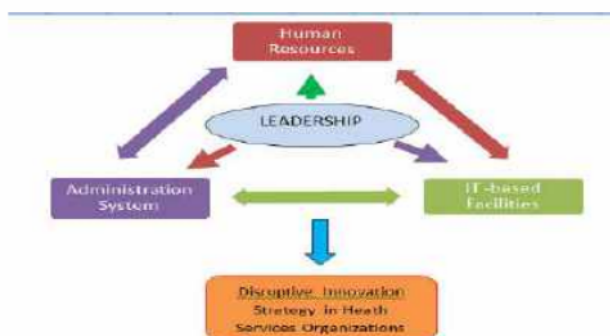 Human
Resources
LEADERSHIP
Administration
System
IT-based
Facilities
Disruptive Innovation
Strategy in Heath
Services Organizations